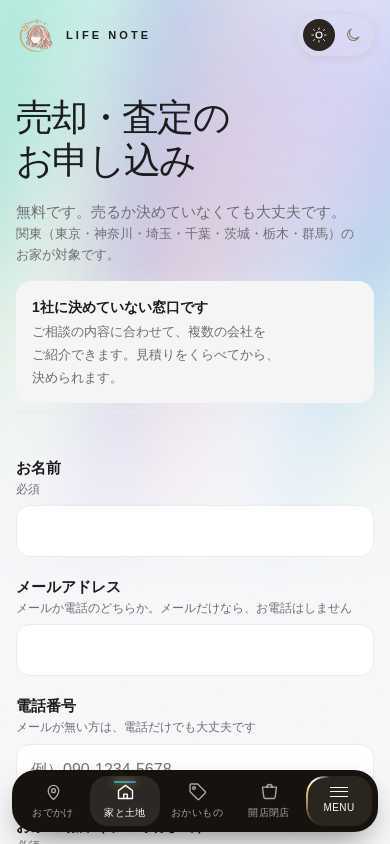 LIFE NOTE
売却・査定の
お申し込み
無料です。売るか決めていなくても大丈夫です。
関東（東京・神奈川・埼玉・千葉・茨城・栃木・群馬）の
お家が対象です。
1社に決めていない窓口です
ご相談の内容に合わせて、複数の会社を
ご紹介できます。見積りをくらべてから、
決められます。
お名前
必須
メールアドレス
メールか電話のどちらか。メールだけなら、お電話はしません
電話番号
メールが無い方は、電話だけでも大丈夫です
例）090-1234-5678
おでかけ
家と土地
おかいもの
開店閉店
MENU